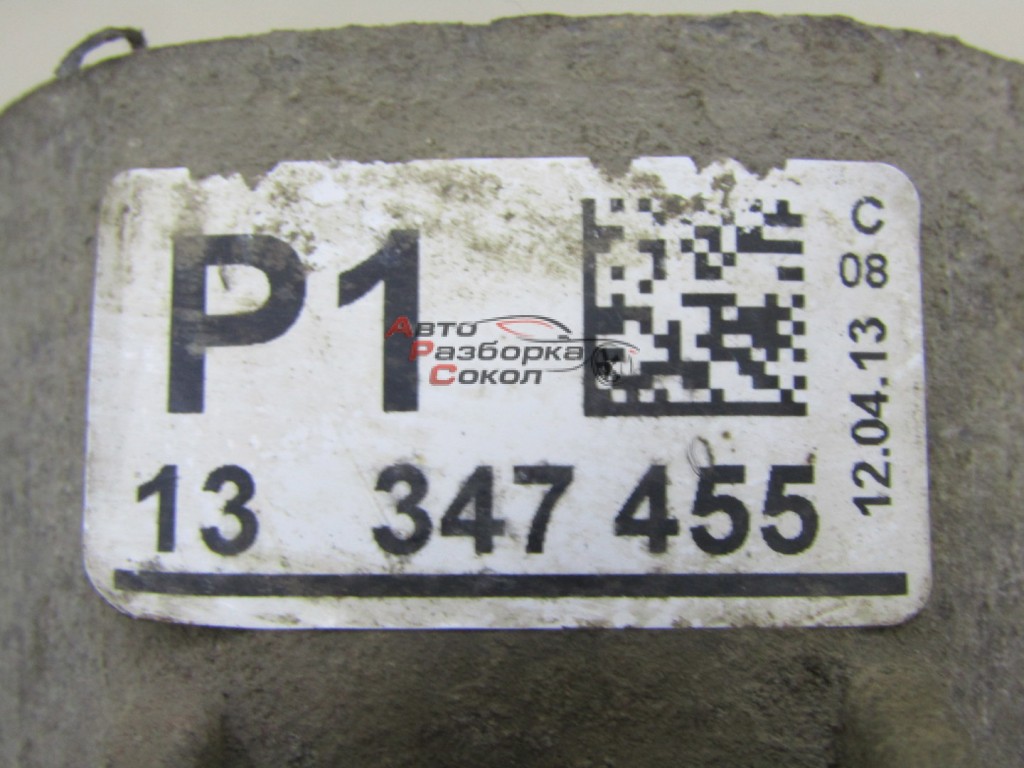 P1
13 347 455
12.04.13 08 C
Авто
Разборка
Сокол